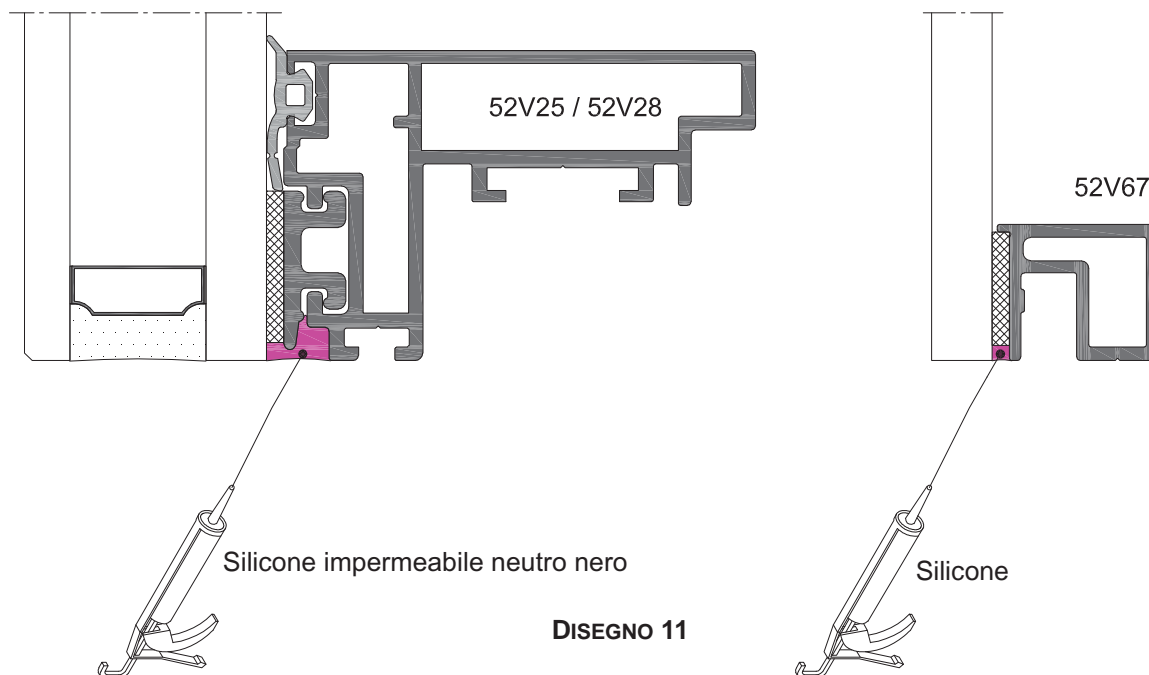 52V25 / 52V28
52V67
Silicone impermeabile neutro nero
Silicone
DISEGNO 11